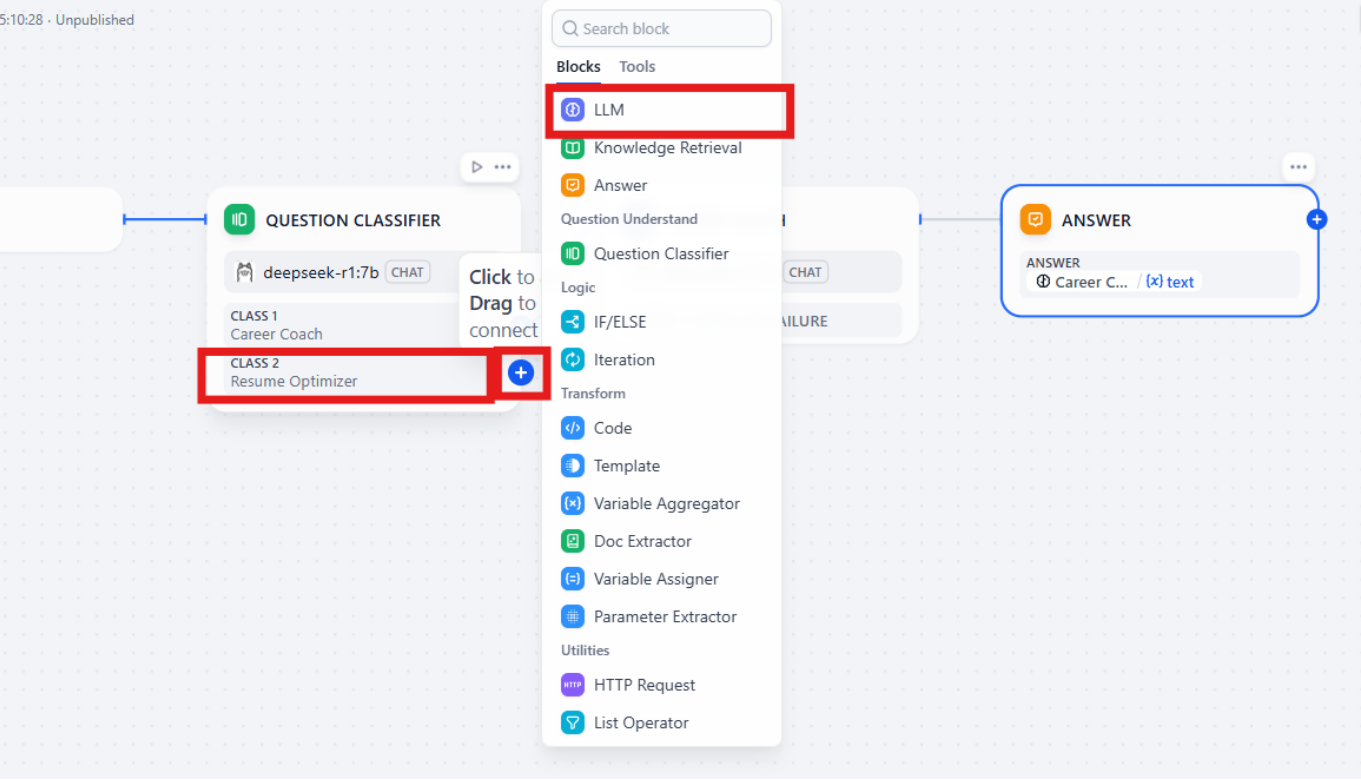 5:10:28 · Unpublished
Search block
Blocks Tools
LLM
Knowledge Retrieval
Answer
Question Understand
Question Classifier
Logic
IF/ELSE
Iteration
Transform
Code
Template
Variable Aggregator
Doc Extractor
Variable Assigner
Parameter Extractor
Utilities
HTTP HTTP Request
List Operator
QUESTION CLASSIFIER
deepseek-r1:7b CHAT
CLASS 1
Career Coach
CLASS 2
Resume Optimizer
Click to
Drag to
connect
H
CHAT
AILURE
ANSWER
ANSWER
Career C... / {x} text